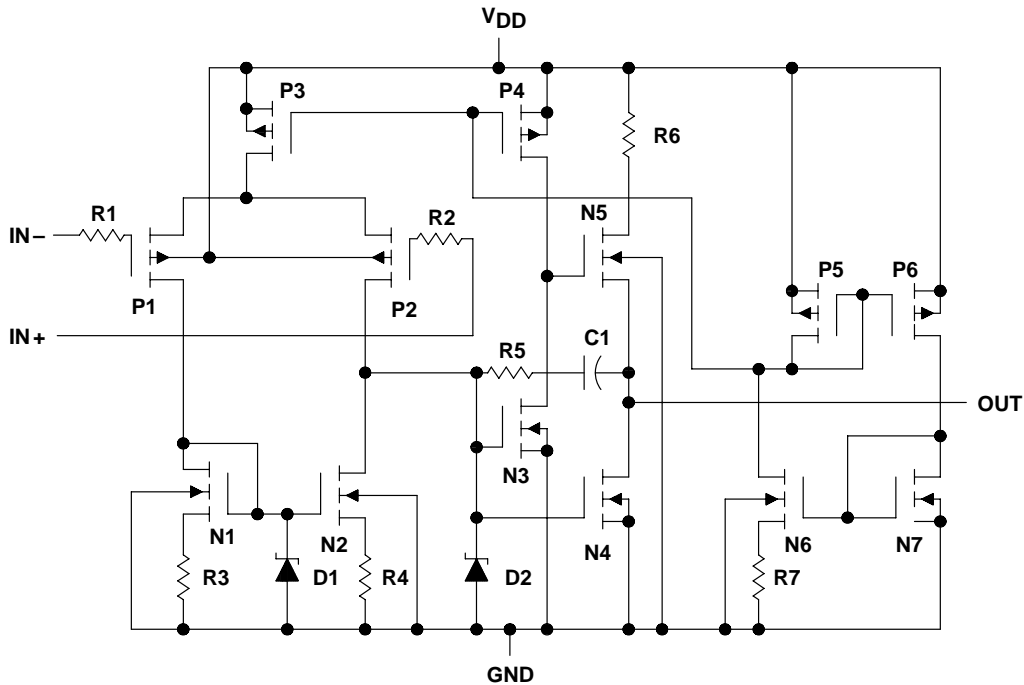 VDD
P3
P4
R6
R1
R2
N5
IN−
P5
P6
P1
P2
IN+
R5
C1
OUT
N3
N1
N2
N4
N6
N7
R3
D1
R4
D2
R7
GND